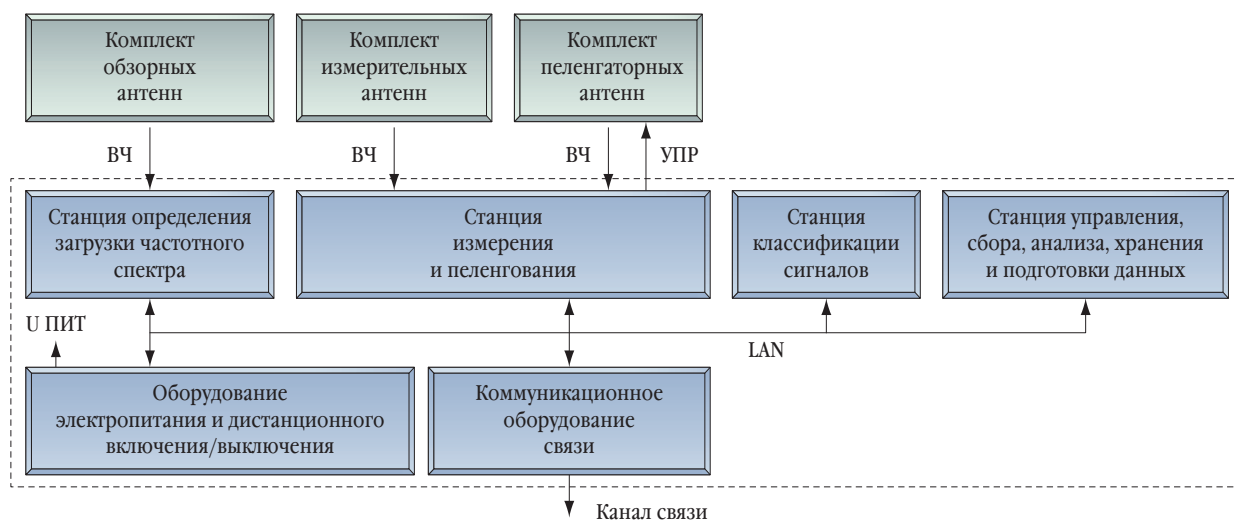 Комплект
обзорных
антенн
Комплект
измерительных
антенн
Комплект
пеленгаторных
антенн
ВЧ
ВЧ
ВЧ
УПР
Станция определения
загрузки частотного
спектра
Станция
измерения
и пеленгования
Станция
классификации
сигналов
Станция управления,
сбора, анализа, хранения
и подготовки данных
U ПИТ
LAN
Оборудование
электропитания и дистанционного
включения/выключения
Коммуникационное
оборудование
связи
Канал связи